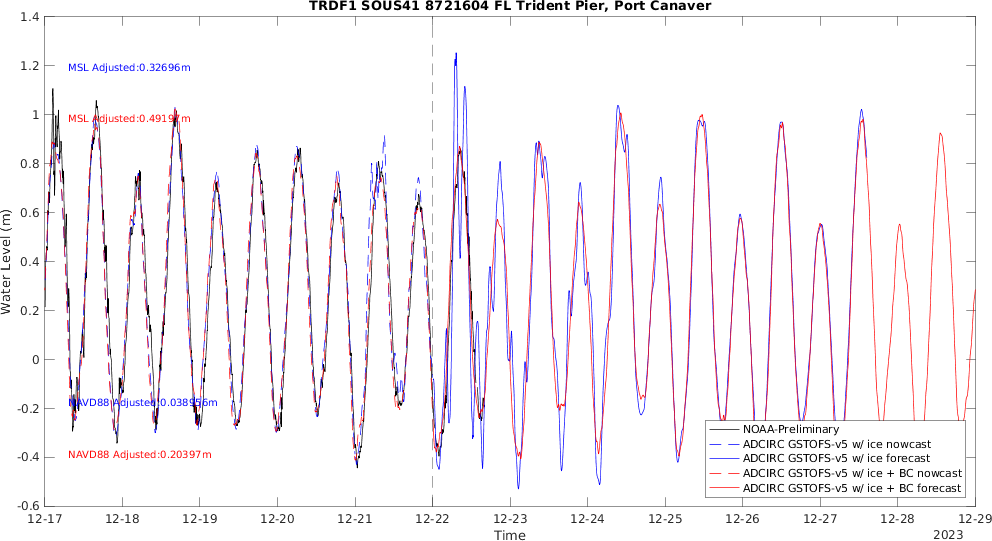 TRDF1 SOUS41 8721604 FL Trident Pier, Port Canaver
1.4
1.2
1
0.8
0.6
0.4
0.2
0
-0.2
-0.4
-0.6
Water Level (m)
MSL Adjusted:0.32696m
MSL Adjusted:0.49197m
NAVD88 Adjusted:0.038956m
NAVD88 Adjusted:0.20397m
NOAA-Preliminary
ADCIRC GSTOFS-v5 w/ ice nowcast
ADCIRC GSTOFS-v5 w/ ice forecast
ADCIRC GSTOFS-v5 w/ ice + BC nowcast
ADCIRC GSTOFS-v5 w/ ice + BC forecast
12-17 12-18 12-19 12-20 12-21 12-22 12-23 12-24 12-25 12-26 12-27 12-28 12-29
Time
2023